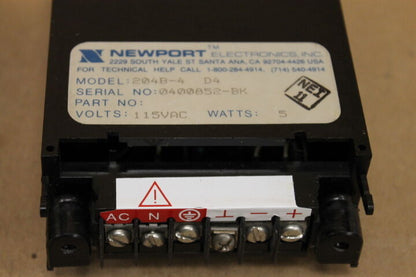 NEWPORT™ ELECTRONICS, INC.
2229 SOUTH YALE ST SANTA ANA, CA 92704-4426 USA
FOR TECHNICAL HELP CALL 1-800-284-4914, (714) 540-4914
MODEL: 204B-4 D4
SERIAL NO: 0400852-BK
PART NO:
VOLTS: 115VAC WATTS: 5
NEI
11
AC N ⏚ ⊥ − +